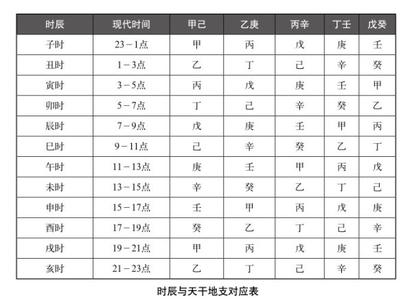 时辰 现代时间 甲己 乙庚 丙辛 丁壬 戊癸
子时 23－1点 甲 丙 戊 庚 壬
丑时 1－3点 乙 丁 己 辛 癸
寅时 3－5点 丙 戊 庚 壬 甲
卯时 5－7点 丁 己 辛 癸 乙
辰时 7－9点 戊 庚 壬 甲 丙
巳时 9－11点 己 辛 癸 乙 丁
午时 11－13点 庚 壬 甲 丙 戊
未时 13－15点 辛 癸 乙 丁 己
申时 15－17点 壬 甲 丙 戊 庚
酉时 17－19点 癸 乙 丁 己 辛
戌时 19－21点 甲 丙 戊 庚 壬
亥时 21－23点 乙 丁 己 辛 癸
时辰与天干地支对应表